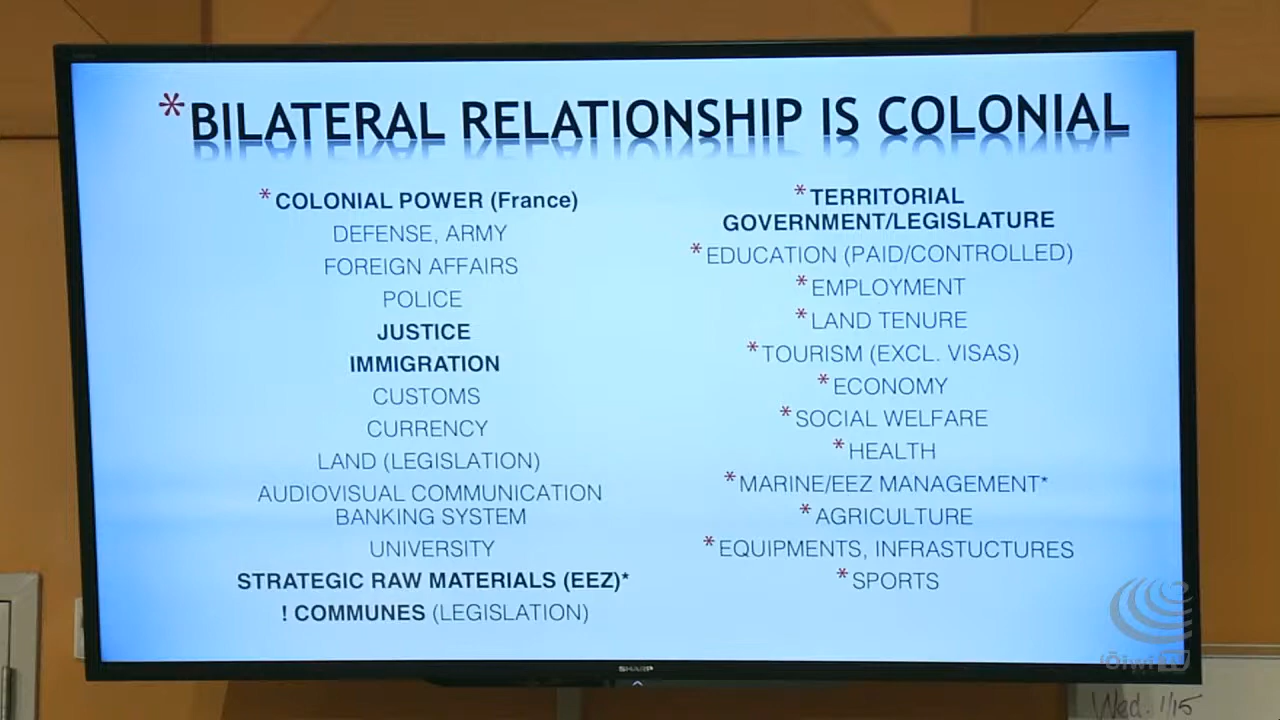 *BILATERAL RELATIONSHIP IS COLONIAL
*COLONIAL POWER (France)
DEFENSE, ARMY
FOREIGN AFFAIRS
POLICE
JUSTICE
IMMIGRATION
CUSTOMS
CURRENCY
LAND (LEGISLATION)
AUDIOVISUAL COMMUNICATION
BANKING SYSTEM
UNIVERSITY
STRATEGIC RAW MATERIALS (EEZ)*
! COMMUNES (LEGISLATION)
*TERRITORIAL
GOVERNMENT/LEGISLATURE
*EDUCATION (PAID/CONTROLLED)
*EMPLOYMENT
*LAND TENURE
*TOURISM (EXCL. VISAS)
*ECONOMY
*SOCIAL WELFARE
*HEALTH
*MARINE/EEZ MANAGEMENT*
*AGRICULTURE
*EQUIPMENTS, INFRASTUCTURES
*SPORTS
SHARP
ʻŌiwi TV
Wed. 1/15